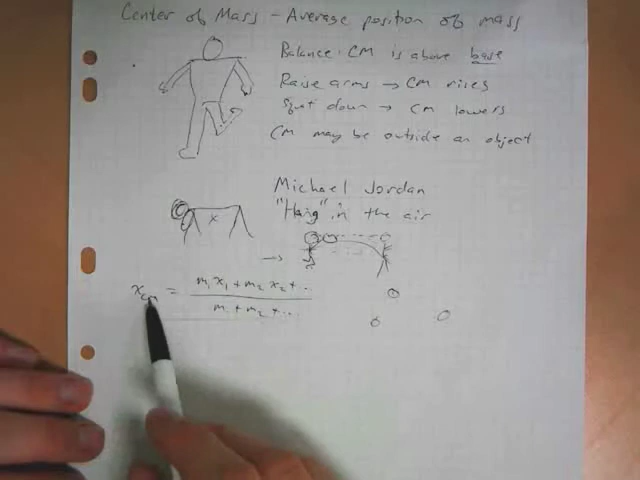 Center of Mass - Average position of mass
Balance: CM is above base
Raise arms → CM rises
Squat down → CM lowers
CM may be outside an object
x
Michael Jordan
"Hang" in the air
→
x_cm = (m₁x₁ + m₂x₂ + ..) / (m₁ + m₂ + ...)